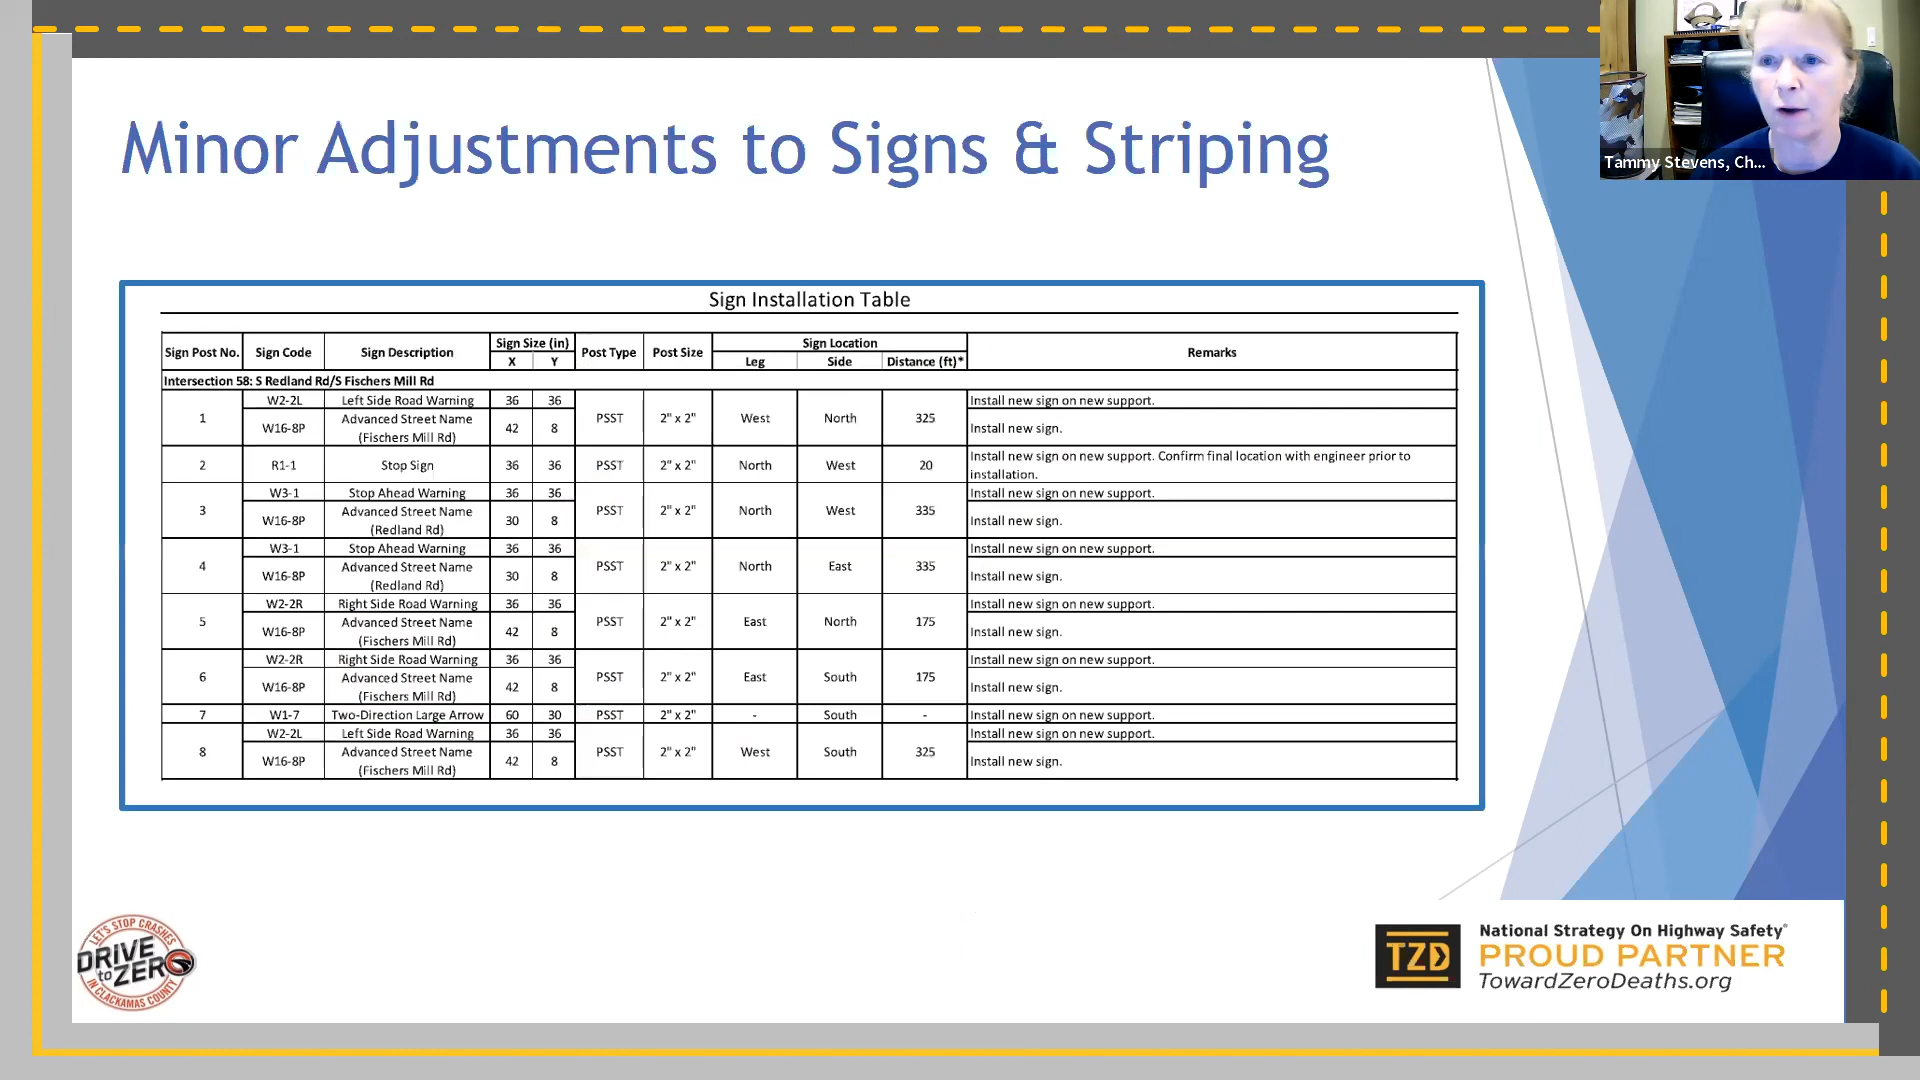 Tammy Stevens, Ch...
Minor Adjustments to Signs & Striping
Sign Installation Table
Sign Post No. Sign Code Sign Description Sign Size (in) Post Type Post Size Sign Location Remarks
X Y Leg Side Distance (ft)*
Intersection 58: S Redland Rd/S Fischers Mill Rd
1 W2-2L Left Side Road Warning 36 36 PSST 2" x 2" West North 325 Install new sign on new support.
W16-8P Advanced Street Name 42 8 Install new sign.
(Fischers Mill Rd)
2 R1-1 Stop Sign 36 36 PSST 2" x 2" North West 20 Install new sign on new support. Confirm final location with engineer prior to
installation.
3 W3-1 Stop Ahead Warning 36 36 PSST 2" x 2" North West 335 Install new sign on new support.
W16-8P Advanced Street Name 30 8 Install new sign.
(Redland Rd)
4 W3-1 Stop Ahead Warning 36 36 PSST 2" x 2" North East 335 Install new sign on new support.
W16-8P Advanced Street Name 30 8 Install new sign.
(Redland Rd)
5 W2-2R Right Side Road Warning 36 36 PSST 2" x 2" East North 175 Install new sign on new support.
W16-8P Advanced Street Name 42 8 Install new sign.
(Fischers Mill Rd)
6 W2-2R Right Side Road Warning 36 36 PSST 2" x 2" East South 175 Install new sign on new support.
W16-8P Advanced Street Name 42 8 Install new sign.
(Fischers Mill Rd)
7 W1-7 Two-Direction Large Arrow 60 30 PSST 2" x 2" - South - Install new sign on new support.
8 W2-2L Left Side Road Warning 36 36 PSST 2" x 2" West South 325 Install new sign on new support.
W16-8P Advanced Street Name 42 8 Install new sign.
(Fischers Mill Rd)
LET'S STOP CRASHES
DRIVE
to ZERO
IN CLACKAMAS COUNTY
TZD
National Strategy On Highway Safety®
PROUD PARTNER
TowardZeroDeaths.org